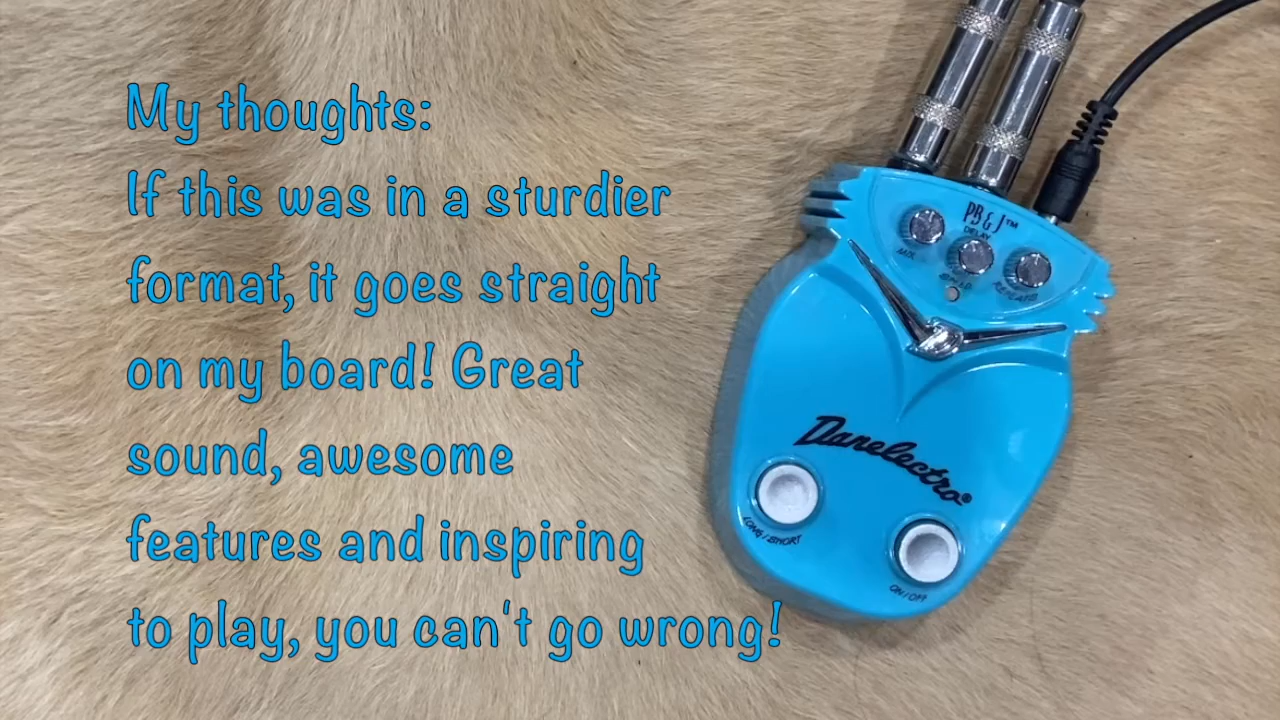 My thoughts:
If this was in a sturdier
format, it goes straight
on my board! Great
sound, awesome
features and inspiring
to play, you can't go wrong!
PB&J™
DELAY
MIX
SPEED
REPEATS
Danelectro®
LONG / SHORT
ON / OFF